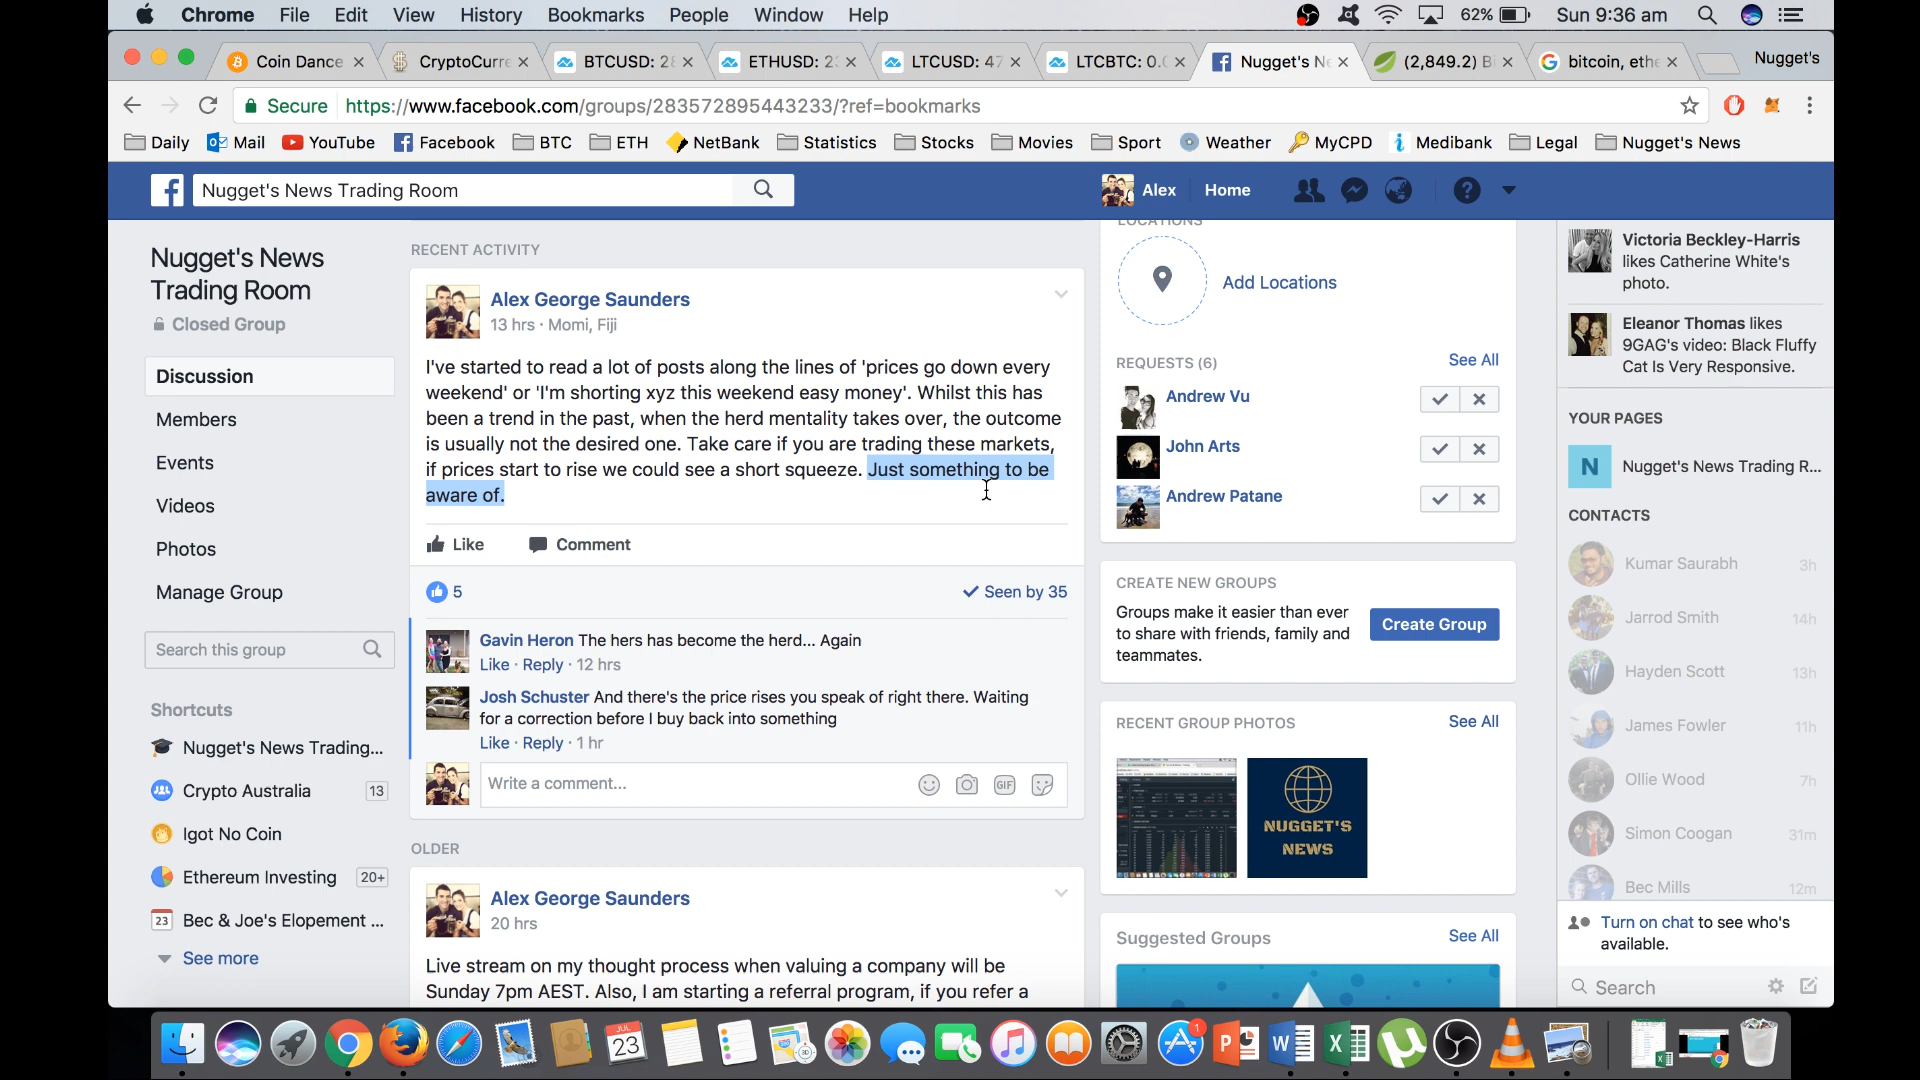 Chrome File Edit View History Bookmarks People Window Help 62% Sun 9:36 am
Coin Dance CryptoCurre BTCUSD: 28 ETHUSD: 2 LTCUSD: 47 LTCBTC: 0.0 Nugget's Ne (2,849.2) Bi bitcoin, ethe Nugget's
Secure https://www.facebook.com/groups/283572895443233/?ref=bookmarks
Daily Mail YouTube Facebook BTC ETH NetBank Statistics Stocks Movies Sport Weather MyCPD Medibank Legal Nugget's News
Nugget's News Trading Room
Alex Home
Nugget's News
Trading Room
Closed Group
Discussion
Members
Events
Videos
Photos
Manage Group
Search this group
Shortcuts
Nugget's News Trading...
Crypto Australia 13
Igot No Coin
Ethereum Investing 20+
23 Bec & Joe's Elopement ...
See more
RECENT ACTIVITY
Alex George Saunders
13 hrs · Momi, Fiji
I've started to read a lot of posts along the lines of 'prices go down every
weekend' or 'I'm shorting xyz this weekend easy money'. Whilst this has
been a trend in the past, when the herd mentality takes over, the outcome
is usually not the desired one. Take care if you are trading these markets,
if prices start to rise we could see a short squeeze. Just something to be
aware of.
Like Comment
5 Seen by 35
Gavin Heron The hers has become the herd... Again
Like · Reply · 12 hrs
Josh Schuster And there's the price rises you speak of right there. Waiting
for a correction before I buy back into something
Like · Reply · 1 hr
Write a comment...
GIF
OLDER
Alex George Saunders
20 hrs
Live stream on my thought process when valuing a company will be
Sunday 7pm AEST. Also, I am starting a referral program, if you refer a
LOCATIONS
Add Locations
REQUESTS (6) See All
Andrew Vu
John Arts
Andrew Patane
CREATE NEW GROUPS
Groups make it easier than ever
to share with friends, family and
teammates.
Create Group
RECENT GROUP PHOTOS See All
NUGGET'S
NEWS
Suggested Groups See All
Victoria Beckley-Harris
likes Catherine White's
photo.
Eleanor Thomas likes
9GAG's video: Black Fluffy
Cat Is Very Responsive.
YOUR PAGES
N Nugget's News Trading R...
CONTACTS
Kumar Saurabh 3h
Jarrod Smith 14h
Hayden Scott 13h
James Fowler 11h
Ollie Wood 7h
Simon Coogan 31m
Bec Mills 12m
Turn on chat to see who's
available.
Search
JUL
23
1